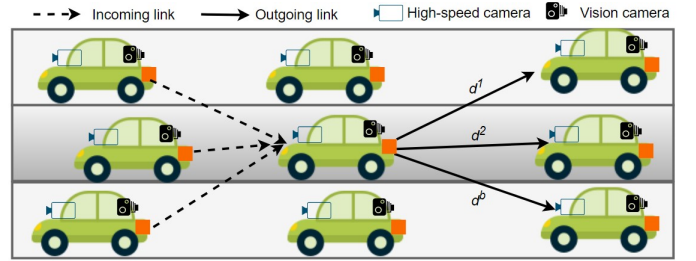 Incoming link Outgoing link High-speed camera Vision camera
d¹
d²
dᵇ